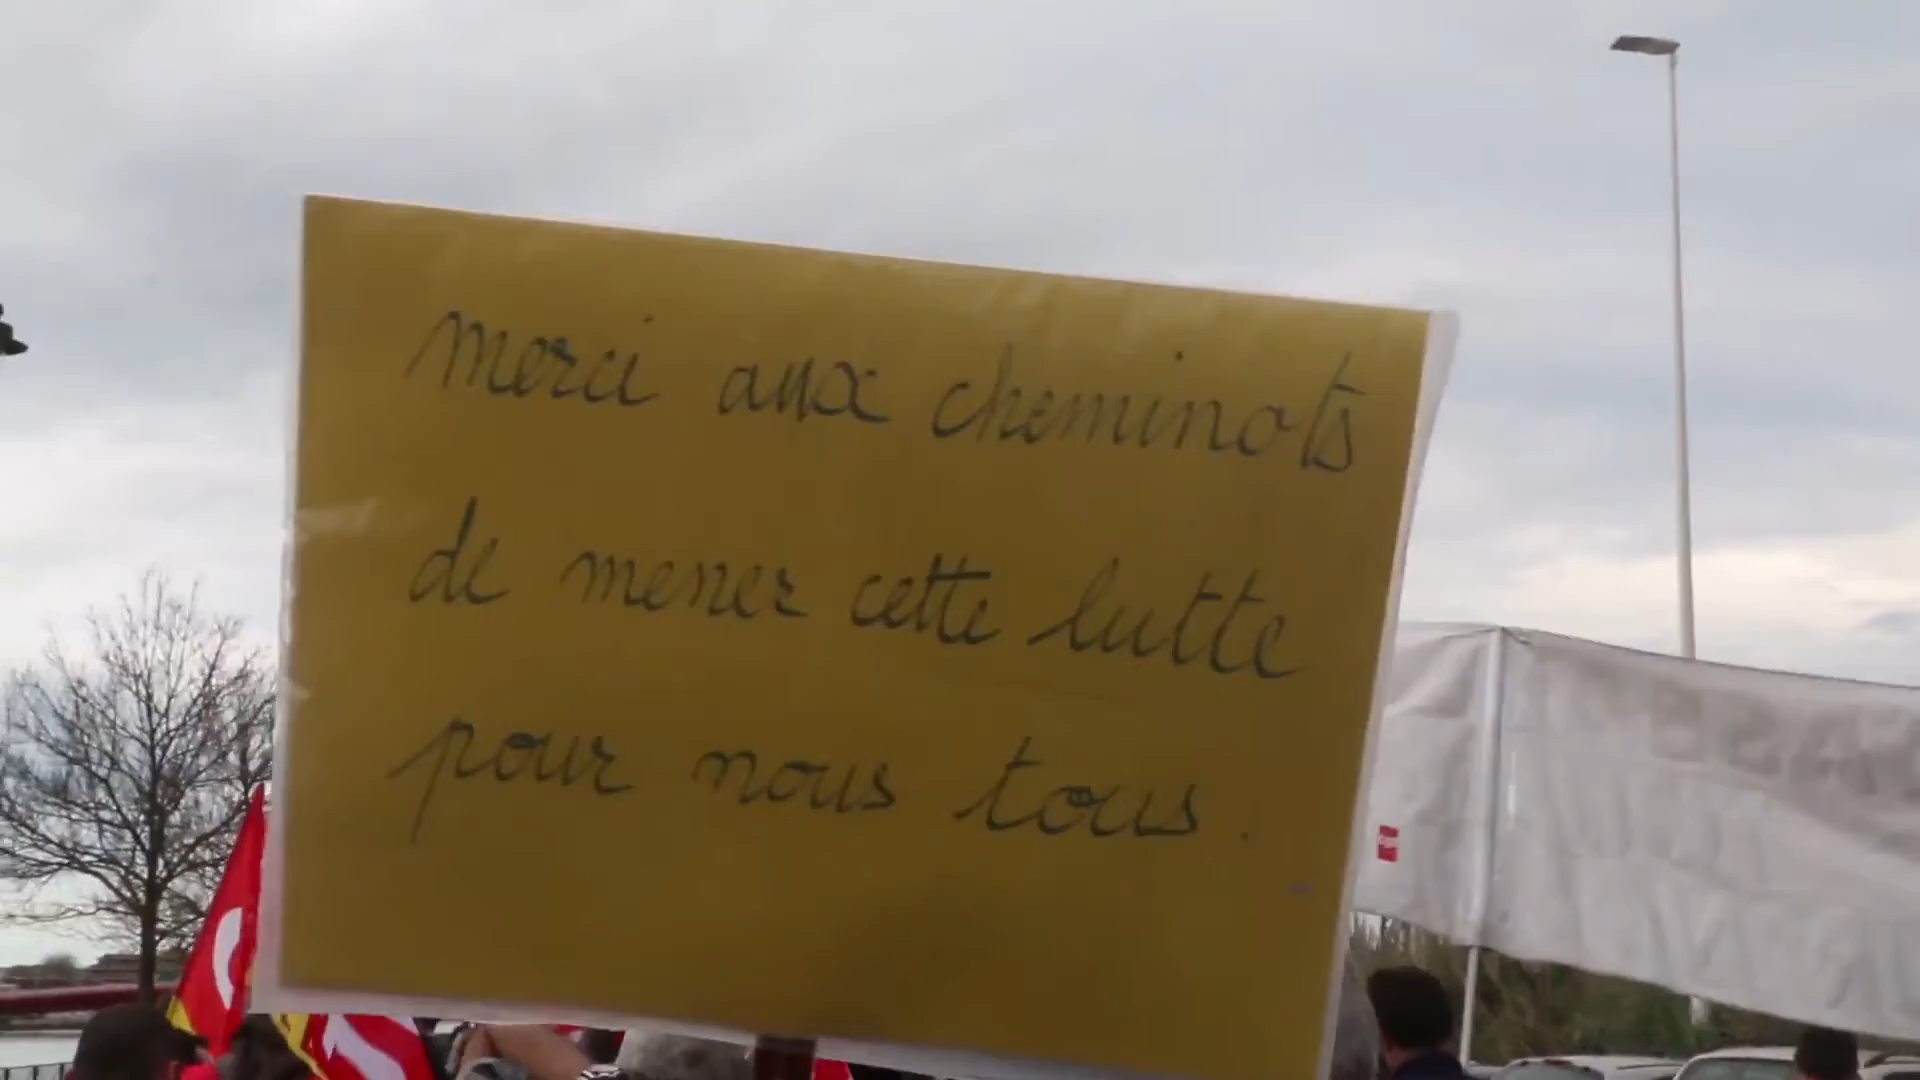 merci aux cheminots
de mener cette lutte
pour nous tous.